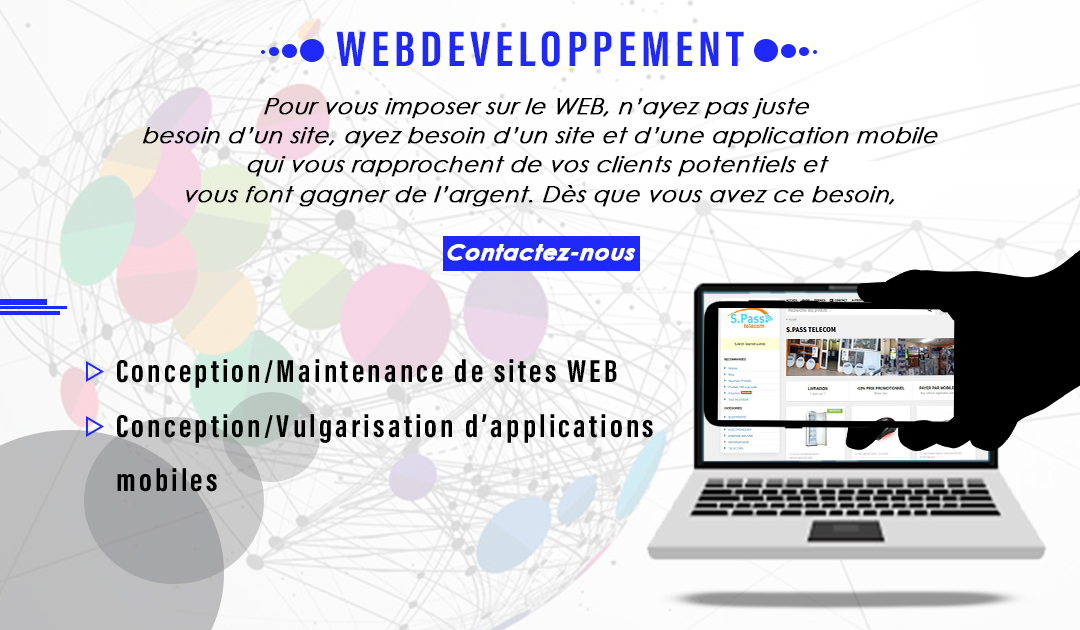 WEBDEVELOPPEMENT
Pour vous imposer sur le WEB, n'ayez pas juste
besoin d'un site, ayez besoin d'un site et d'une application mobile
qui vous rapprochent de vos clients potentiels et
vous font gagner de l'argent. Dès que vous avez ce besoin,
Contactez-nous
Conception/Maintenance de sites WEB
Conception/Vulgarisation d'applications
mobiles
S.Pass
telecom
S.PASS TELECOM
LIVRAISON
-10% PRIX PROMOTIONNEL
PAYER PAR MOBILE